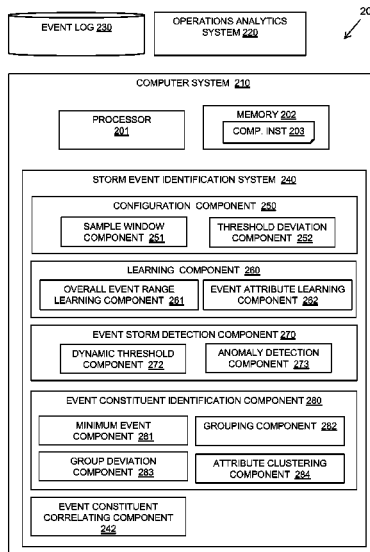 EVENT LOG 230
OPERATIONS ANALYTICS
SYSTEM 220
20
COMPUTER SYSTEM 210
PROCESSOR
201
MEMORY 202
COMP. INST 203
STORM EVENT IDENTIFICATION SYSTEM 240
CONFIGURATION COMPONENT 250
SAMPLE WINDOW
COMPONENT 251
THRESHOLD DEVIATION
COMPONENT 252
LEARNING COMPONENT 260
OVERALL EVENT RANGE
LEARNING COMPONENT 261
EVENT ATTRIBUTE LEARNING
COMPONENT 262
EVENT STORM DETECTION COMPONENT 270
DYNAMIC THRESHOLD
COMPONENT 272
ANOMALY DETECTION
COMPONENT 273
EVENT CONSTITUENT IDENTIFICATION COMPONENT 280
MINIMUM EVENT
COMPONENT 281
GROUPING COMPONENT 282
GROUP DEVIATION
COMPONENT 283
ATTRIBUTE CLUSTERING
COMPONENT 284
EVENT CONSTITUENT
CORRELATING COMPONENT
242